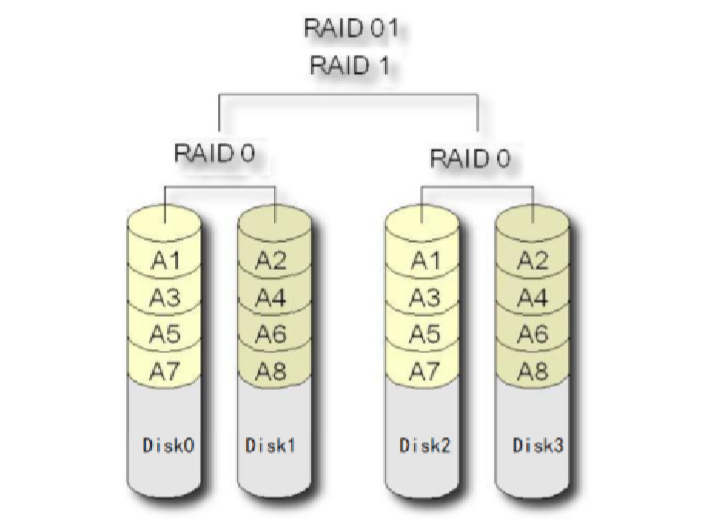 RAID 01
RAID 1
RAID 0 RAID 0
A1 A2 A1 A2
A3 A4 A3 A4
A5 A6 A5 A6
A7 A8 A7 A8
Disk0 Disk1 Disk2 Disk3